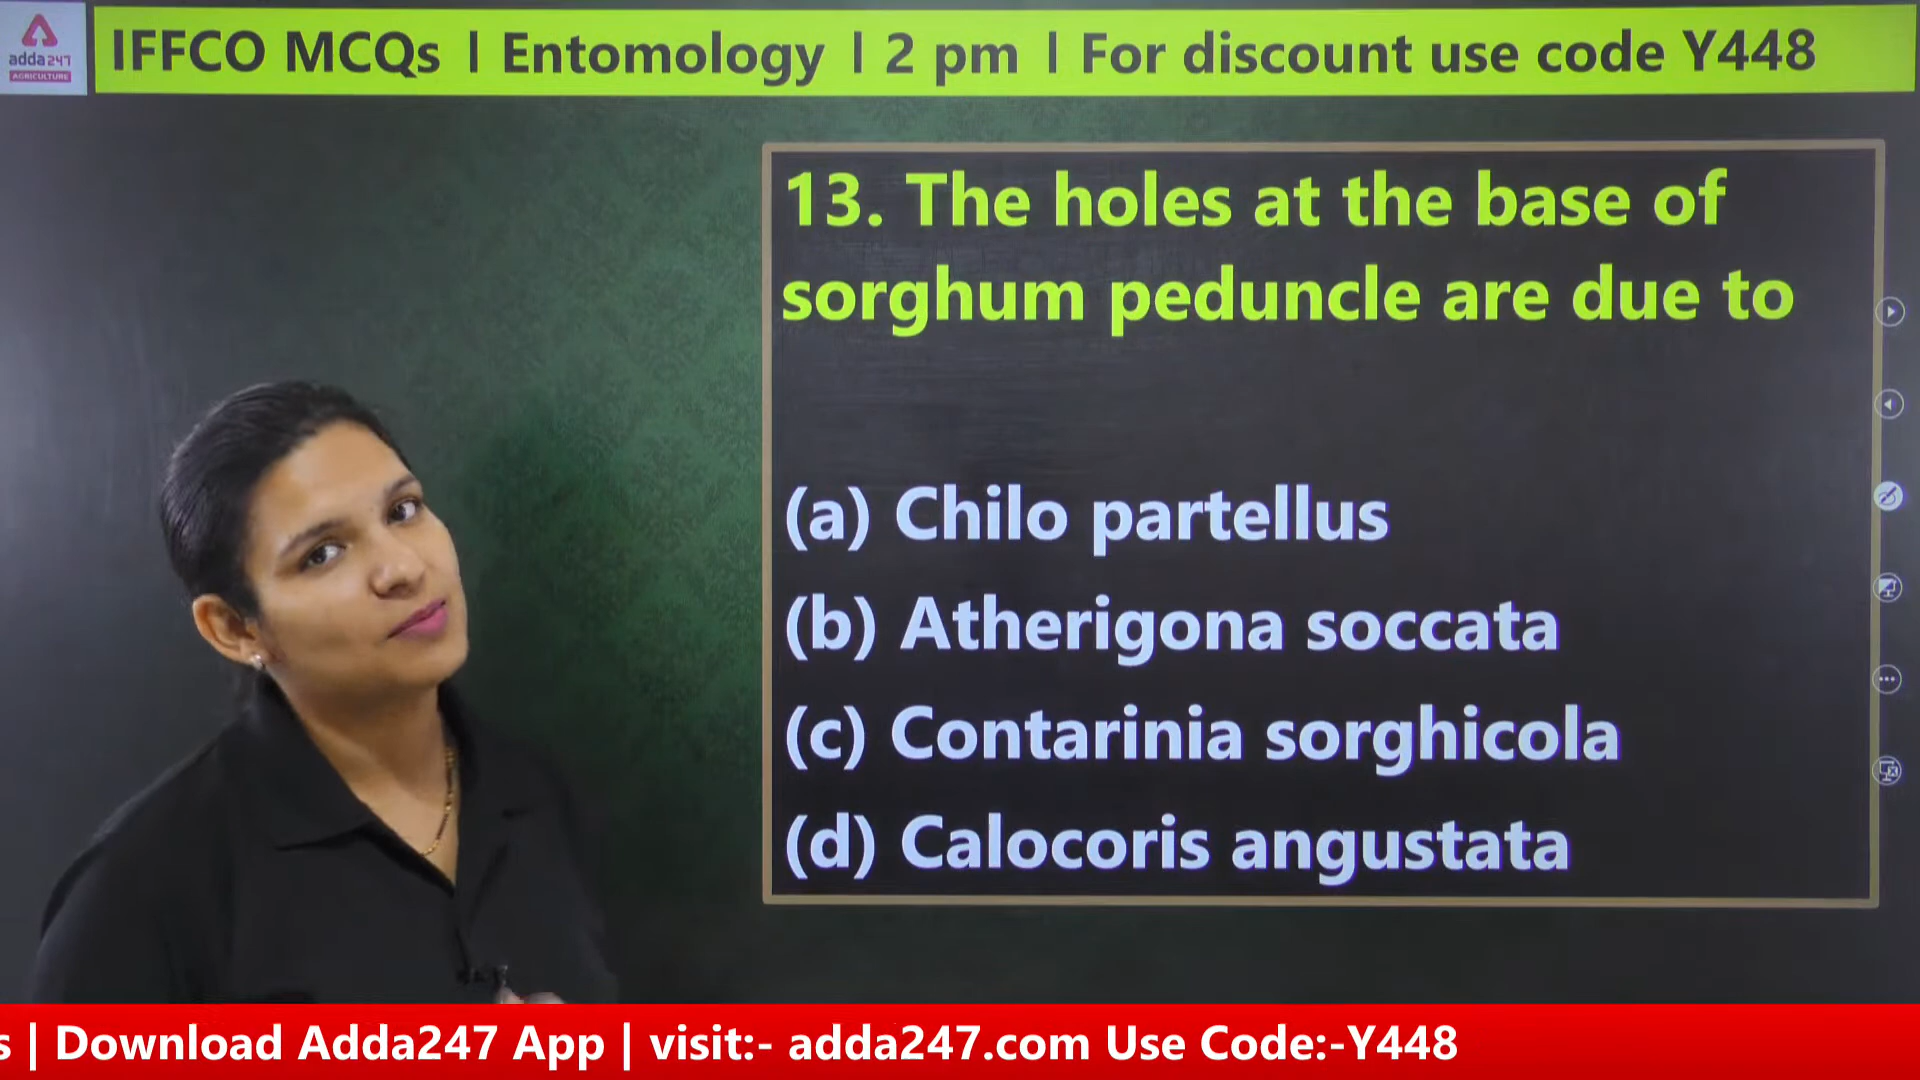 adda247
AGRICULTURE
IFFCO MCQs | Entomology | 2 pm | For discount use code Y448
13. The holes at the base of
sorghum peduncle are due to
(a) Chilo partellus
(b) Atherigona soccata
(c) Contarinia sorghicola
(d) Calocoris angustata
s | Download Adda247 App | visit:- adda247.com Use Code:-Y448